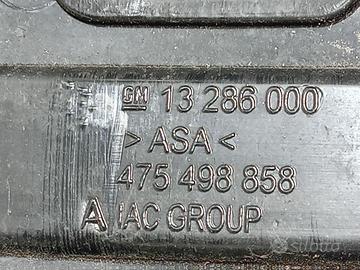 GM 13 286 000
>ASA<
475 498 858
A IAC GROUP
subito